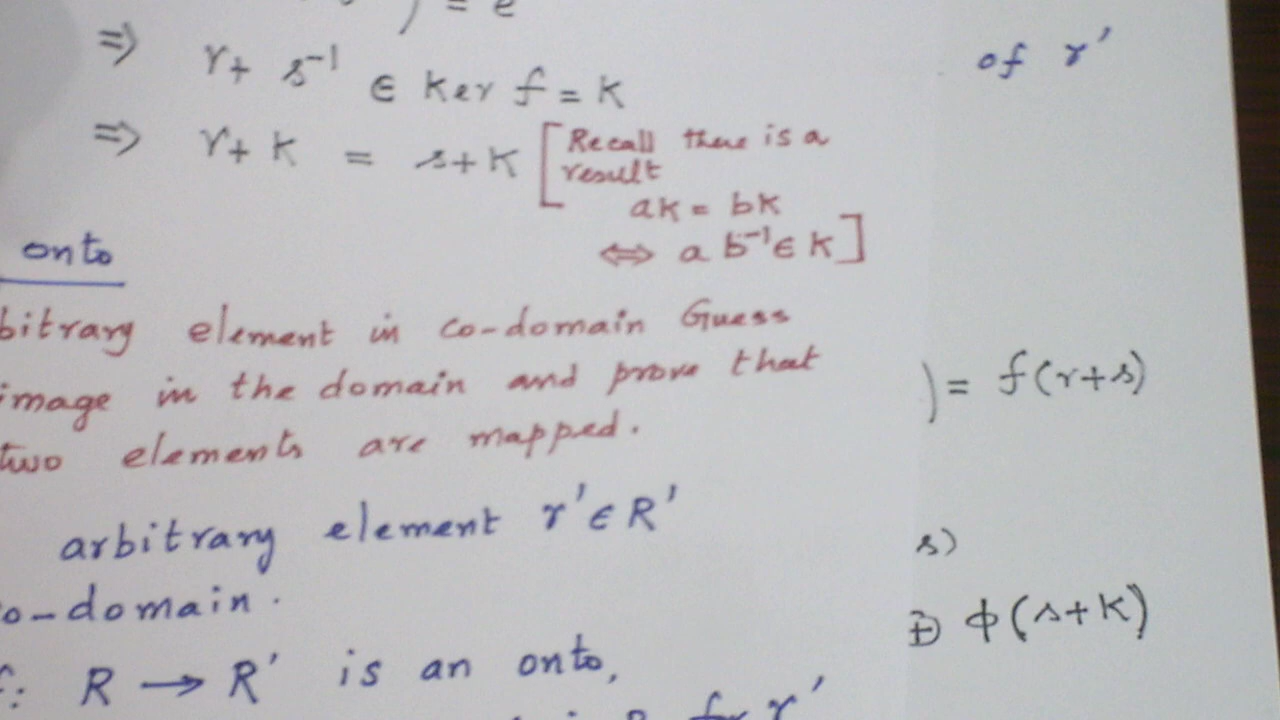 ) = e
⇒ r + s⁻¹ ∈ ker f = K
⇒ r + K = s + K [Recall there is a
result
aK = bK
⇔ a b⁻¹ ∈ K]
onto
bitrary element in co-domain Guess
image in the domain and prove that
two elements are mapped.
arbitrary element r' ∈ R'
o-domain.
f: R → R' is an onto,
for r'
of r'
) = f(r+s)
s)
⊕ φ(s+K)